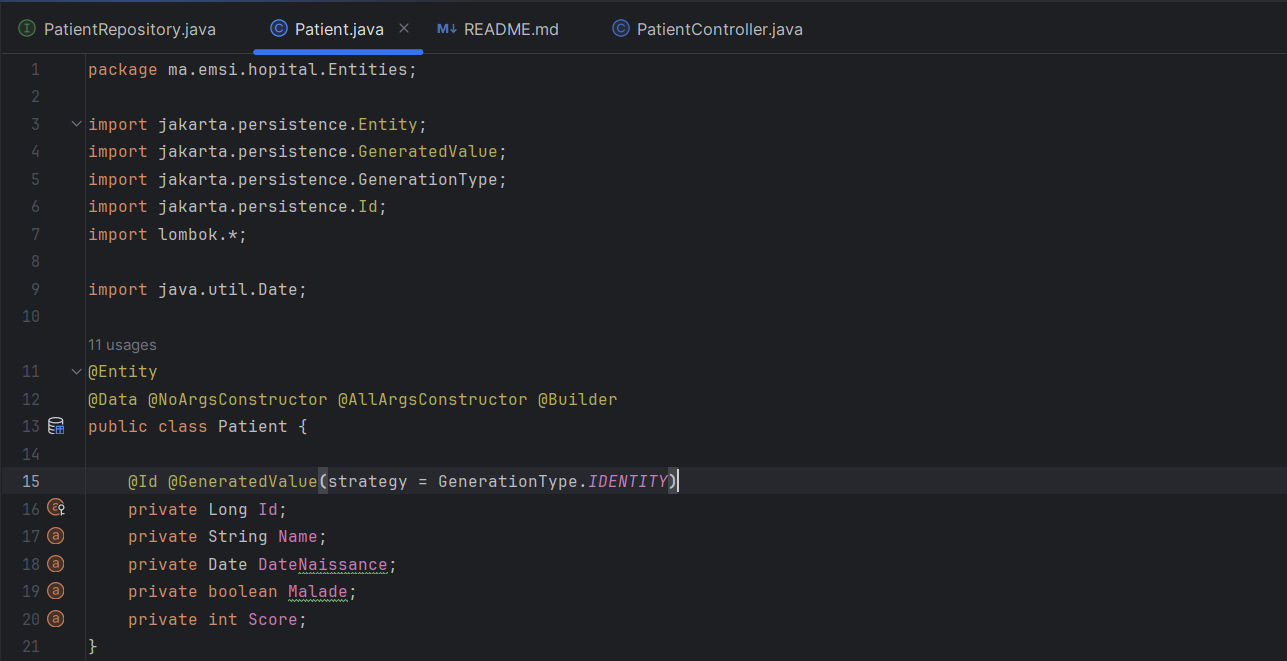 PatientRepository.java Patient.java README.md PatientController.java
1 package ma.emsi.hopital.Entities;
2
3 import jakarta.persistence.Entity;
4 import jakarta.persistence.GeneratedValue;
5 import jakarta.persistence.GenerationType;
6 import jakarta.persistence.Id;
7 import lombok.*;
8
9 import java.util.Date;
10
11 usages
11 @Entity
12 @Data @NoArgsConstructor @AllArgsConstructor @Builder
13 public class Patient {
14
15 @Id @GeneratedValue(strategy = GenerationType.IDENTITY)
16 private Long Id;
17 private String Name;
18 private Date DateNaissance;
19 private boolean Malade;
20 private int Score;
21 }